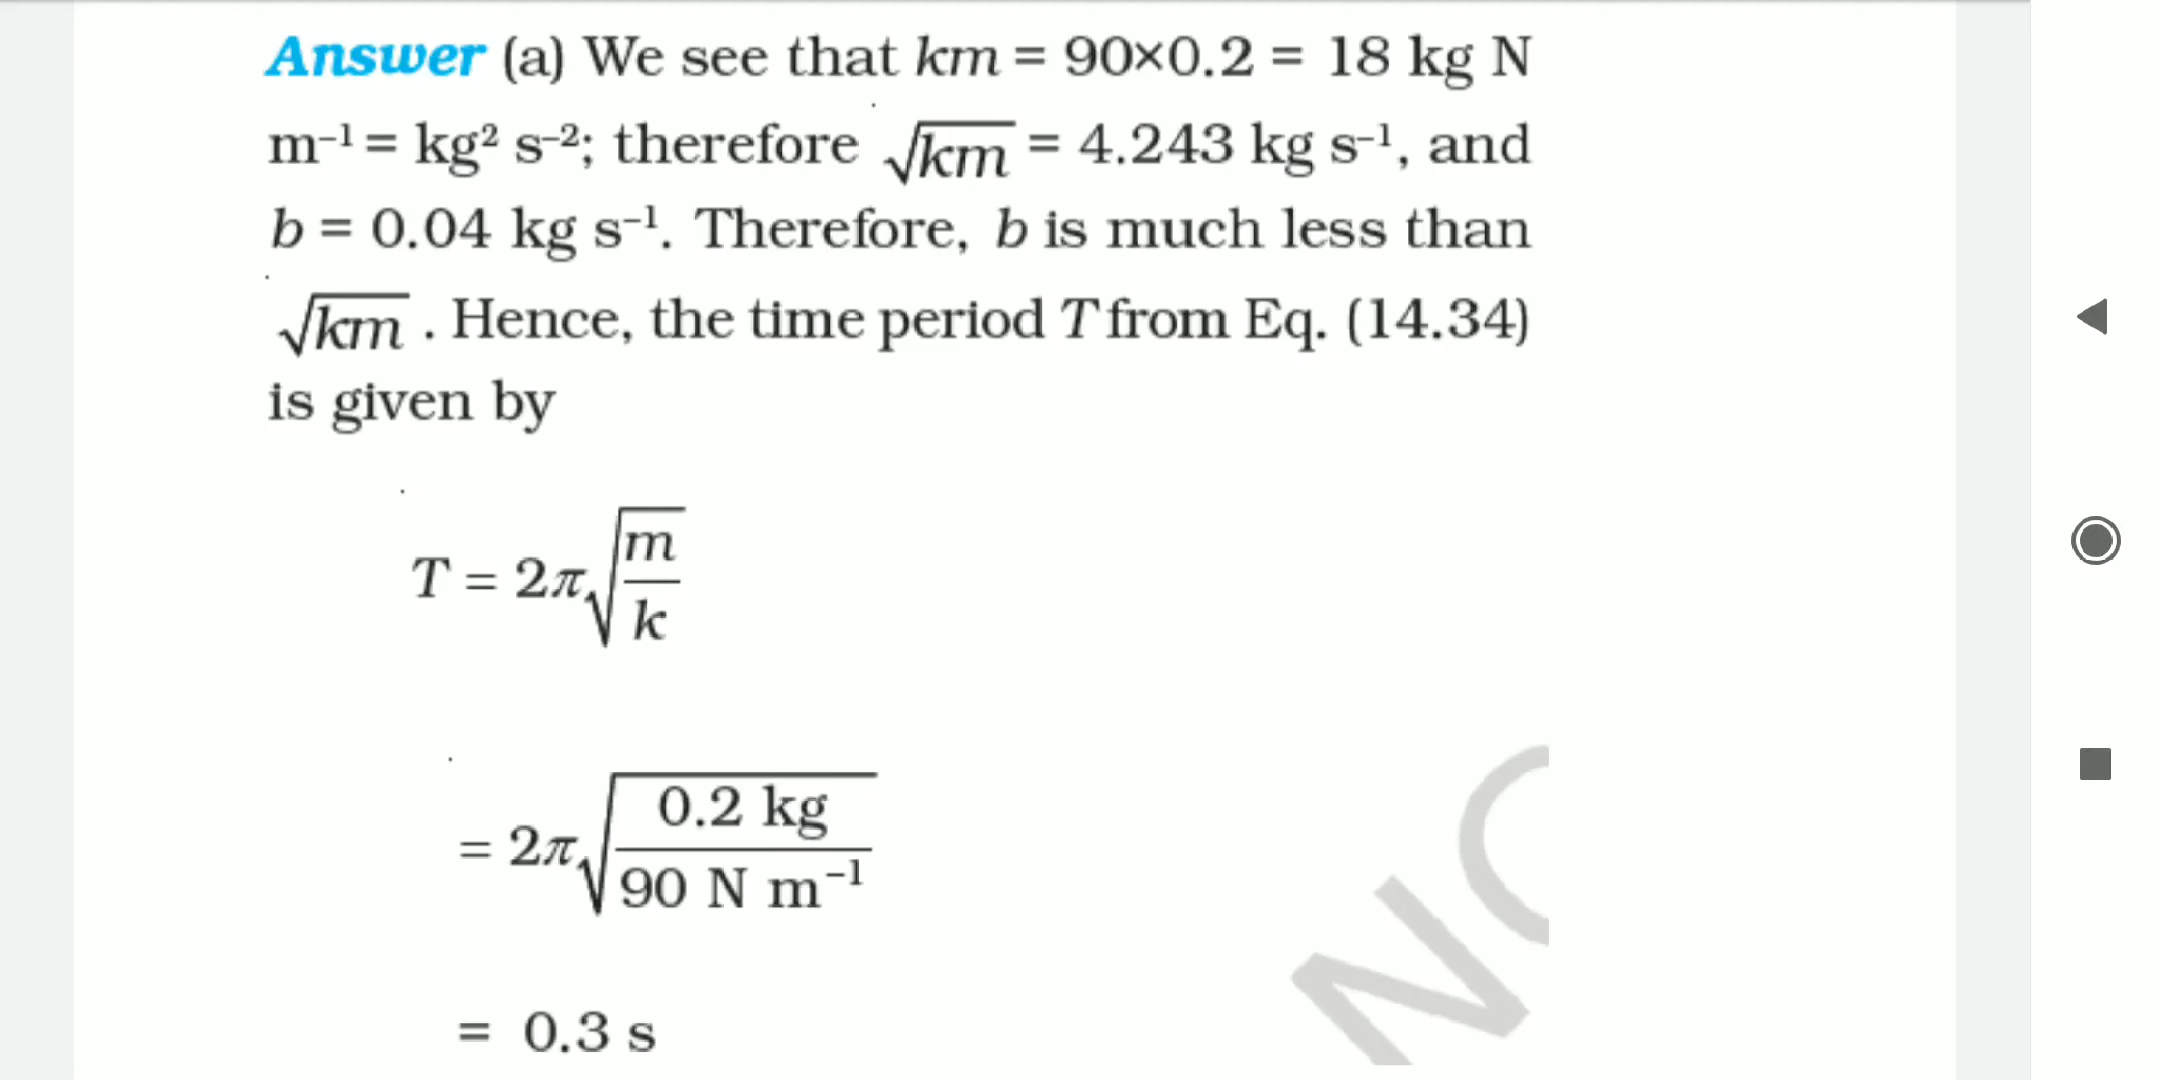 Answer (a) We see that km = 90×0.2 = 18 kg N
m⁻¹ = kg² s⁻²; therefore √km = 4.243 kg s⁻¹, and
b = 0.04 kg s⁻¹. Therefore, b is much less than
√km . Hence, the time period T from Eq. (14.34)
is given by
T = 2π√(m/k)
= 2π√(0.2 kg/90 N m⁻¹)
= 0.3 s